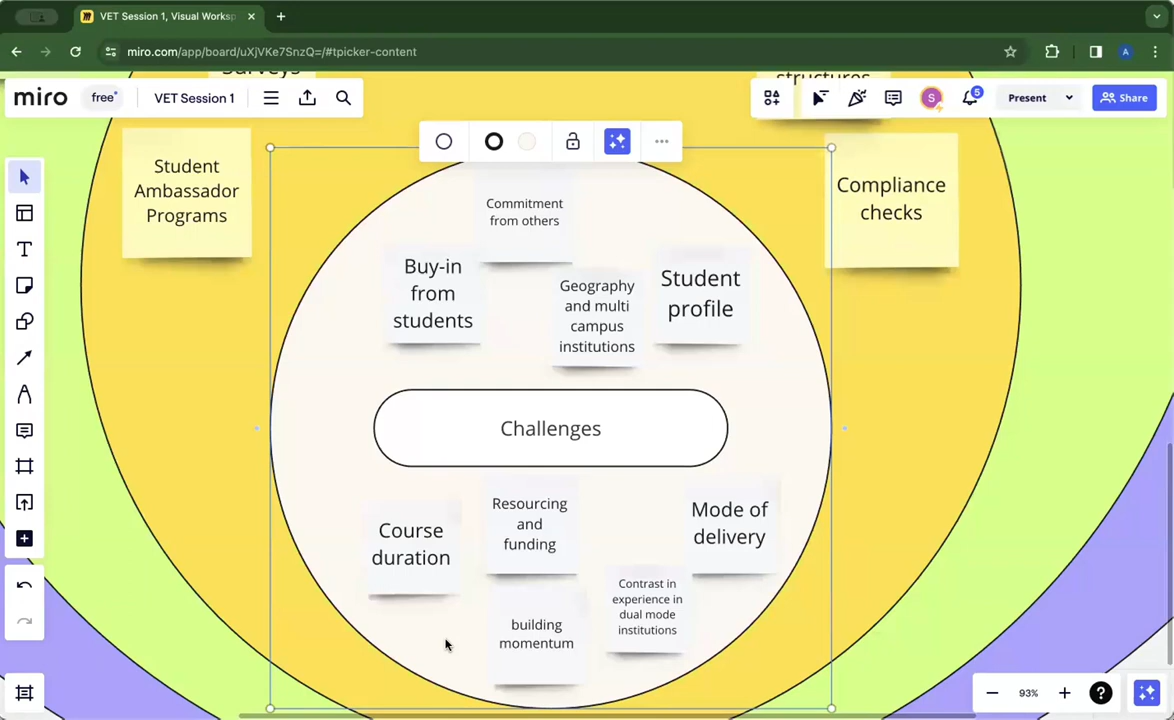 VET Session 1, Visual Worksp
miro.com/app/board/uXjVKe7SnzQ=/#tpicker-content
A
Surveys
structures
miro
free
VET Session 1
S
5
Present
Share
Student
Ambassador
Programs
Compliance
checks
Commitment
from others
Buy-in
from
students
Geography
and multi
campus
institutions
Student
profile
Challenges
Course
duration
Resourcing
and
funding
Mode of
delivery
building
momentum
Contrast in
experience in
dual mode
institutions
93%